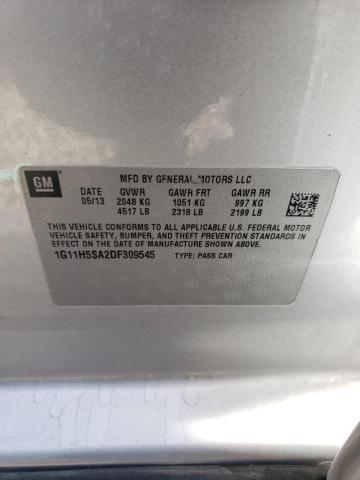 GM
MFD BY GENERAL MOTORS LLC
DATE GVWR GAWR FRT GAWR RR
05/13 2048 KG 1051 KG 997 KG
4517 LB 2318 LB 2199 LB
THIS VEHICLE CONFORMS TO ALL APPLICABLE U.S. FEDERAL MOTOR
VEHICLE SAFETY, BUMPER, AND THEFT PREVENTION STANDARDS
IN EFFECT ON THE DATE OF MANUFACTURE SHOWN ABOVE.
1G11H5SA2DF309545 TYPE: PASS CAR